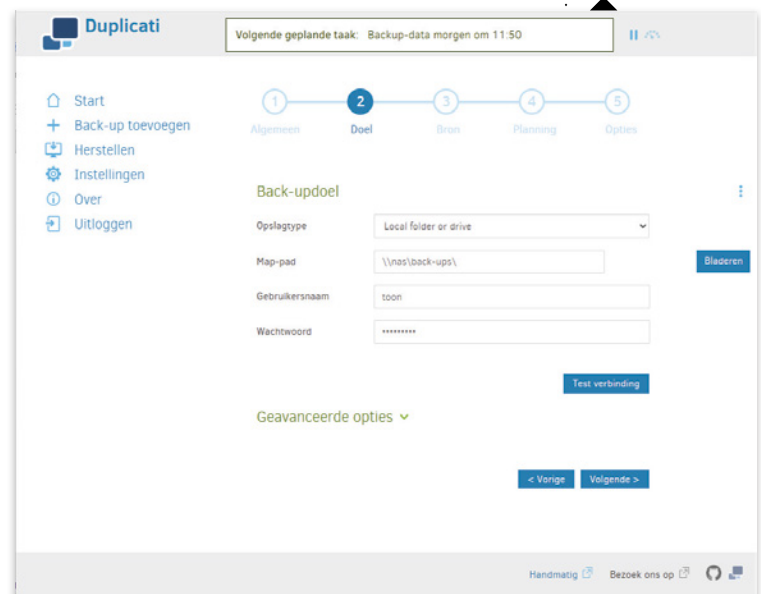 Duplicati
Volgende geplande taak: Backup-data morgen om 11:50
Start
Back-up toevoegen
Herstellen
Instellingen
Over
Uitloggen
1 2 3 4 5
Algemeen Doel Bron Planning Opties
Back-updoel
Opslagtype Local folder or drive
Map-pad \\nas\back-ups\ Bladeren
Gebruikersnaam toon
Wachtwoord •••••••••
Test verbinding
Geavanceerde opties
< Vorige Volgende >
Handmatig Bezoek ons op